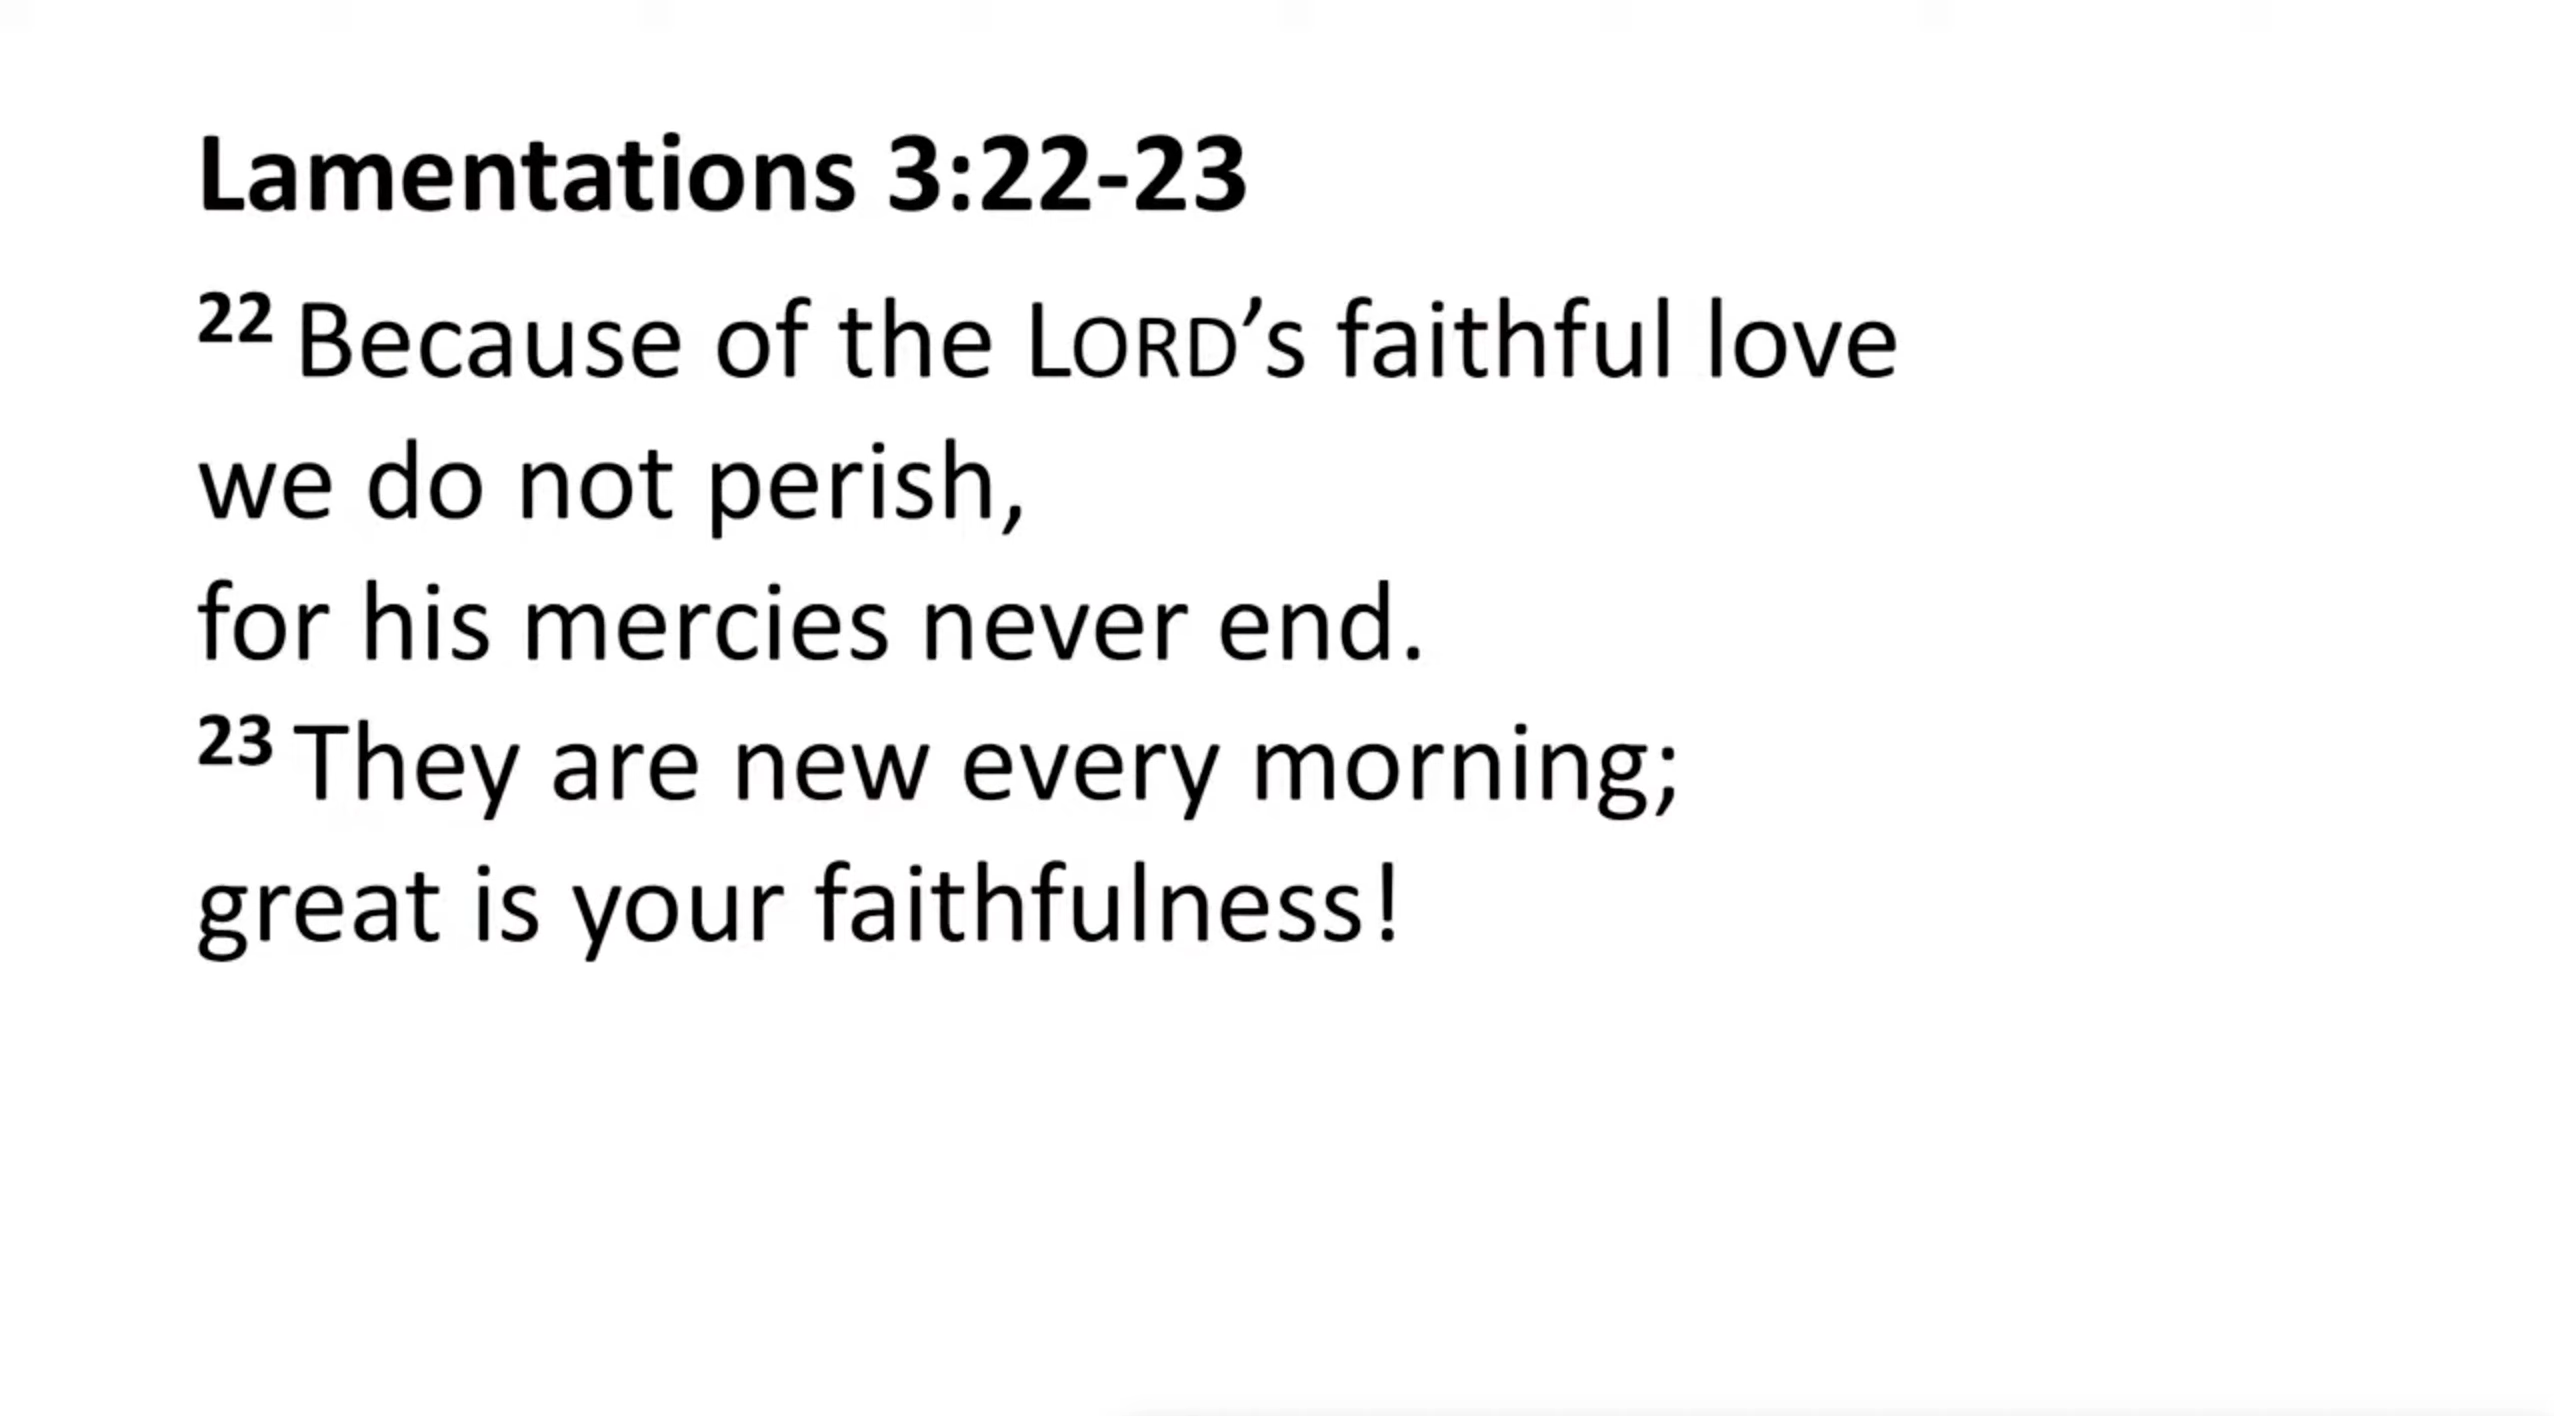 Lamentations 3:22-23
22 Because of the LORD’s faithful love
we do not perish,
for his mercies never end.
23 They are new every morning;
great is your faithfulness!